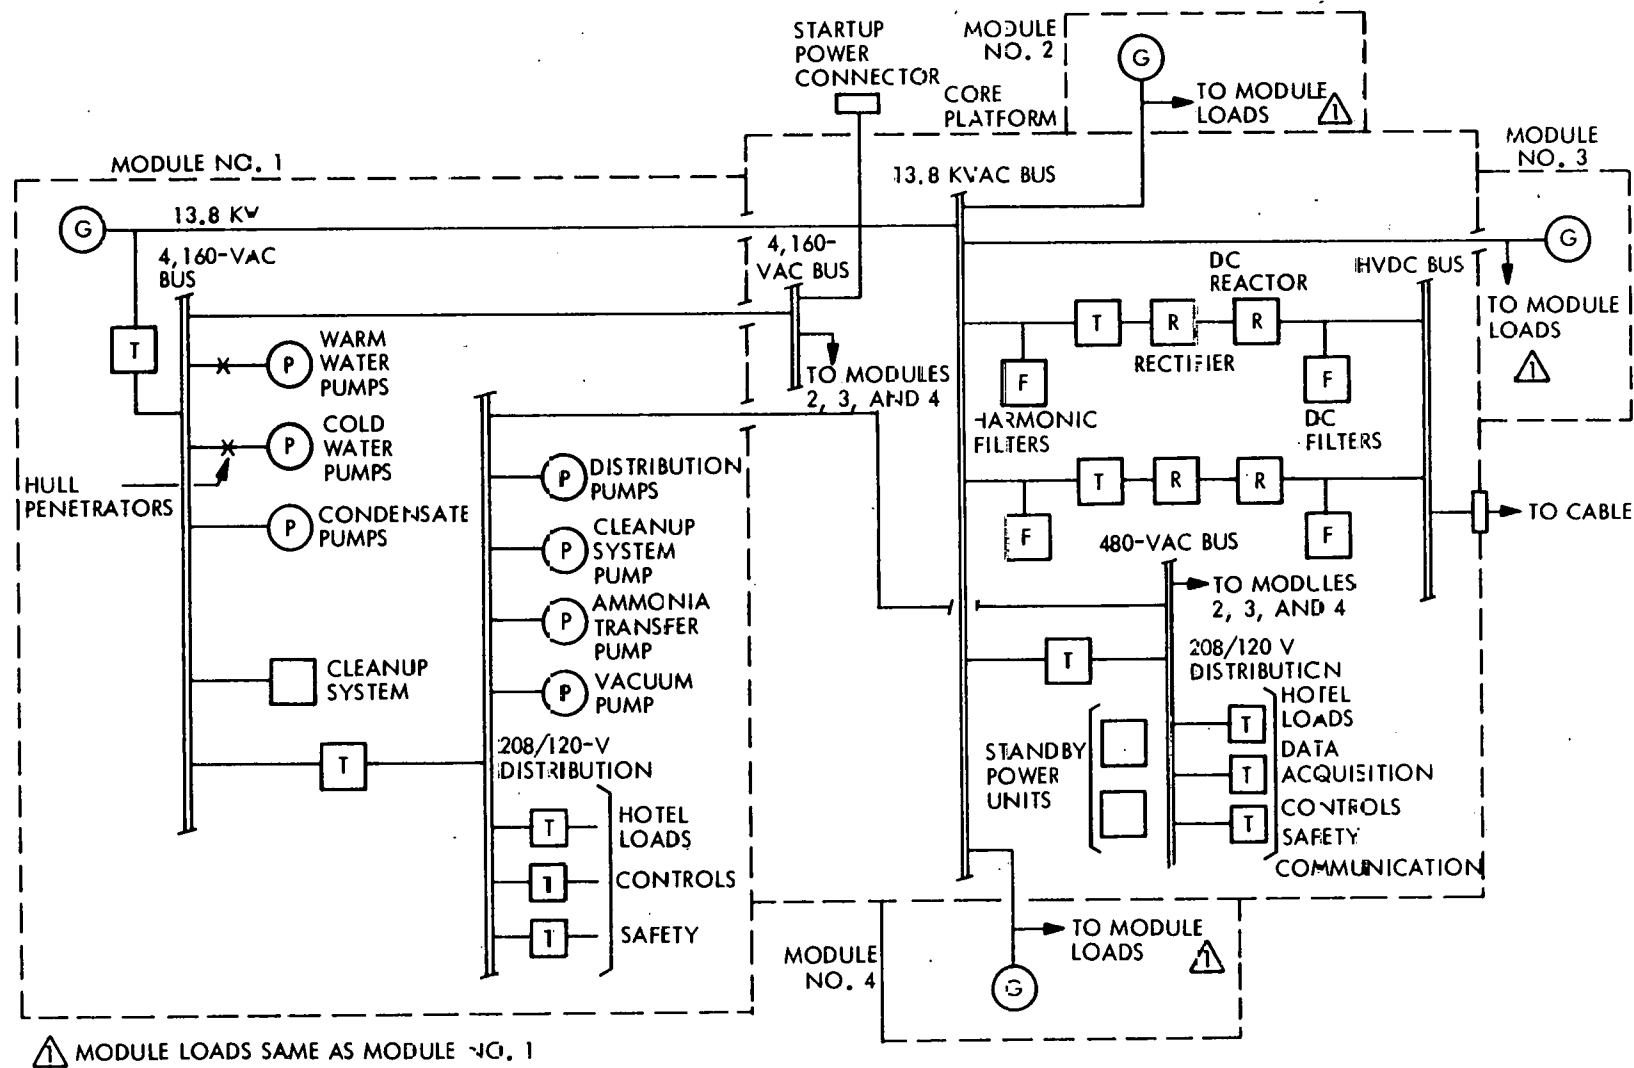 STARTUP
POWER
CONNECTOR
MODULE
NO. 2
G
TO MODULE
LOADS
1
CORE
PLATFORM
MODULE
NO. 3
MODULE NO. 1
13.8 KVAC BUS
G
13.8 KV
4,160-VAC
BUS
4,160-
VAC BUS
G
DC
REACTOR
HVDC BUS
TO MODULE
LOADS
1
T
WARM
WATER
PUMPS
P
T
R
R
RECTIFIER
F
F
TO MODULES
2, 3, AND 4
HARMONIC
FILTERS
DC
FILTERS
COLD
WATER
PUMPS
P
HULL
PENETRATORS
P
CONDENSATE
PUMPS
P
DISTRIBUTION
PUMPS
P
CLEANUP
SYSTEM
PUMP
P
AMMONIA
TRANSFER
PUMP
P
VACUUM
PUMP
T
R
R
F
F
TO CABLE
480-VAC BUS
TO MODULES
2, 3, AND 4
CLEANUP
SYSTEM
T
208/120 V
DISTRIBUTION
HOTEL
LOADS
T
DATA
ACQUISITION
T
CONTROLS
T
SAFETY
COMMUNICATION
STANDBY
POWER
UNITS
T
208/120-V
DISTRIBUTION
T
HOTEL
LOADS
T
CONTROLS
T
SAFETY
MODULE
NO. 4
TO MODULE
LOADS
1
G
1 MODULE LOADS SAME AS MODULE NO. 1